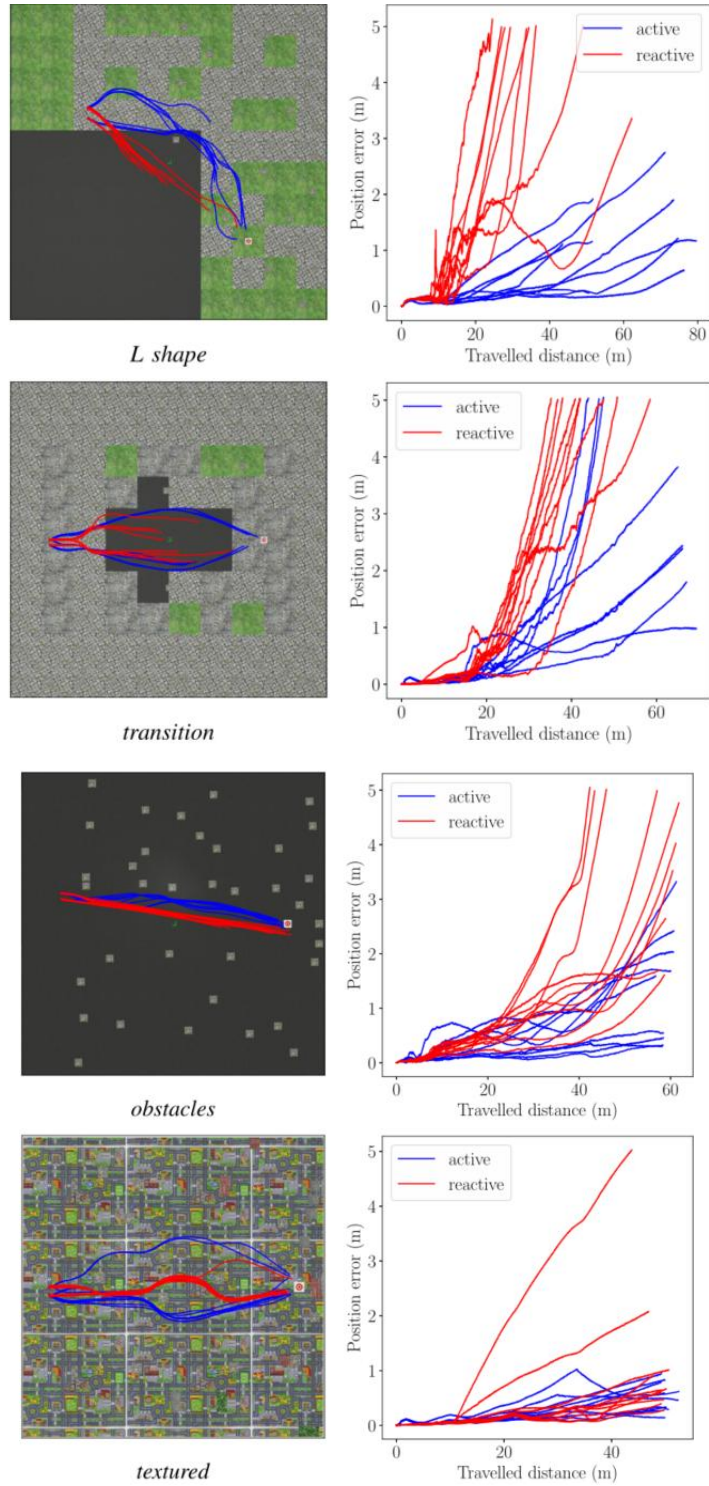 active
reactive
Position error (m)
5
4
3
2
1
0
0 20 40 60 80
Travelled distance (m)
L shape
active
reactive
Position error (m)
5
4
3
2
1
0
0 20 40 60
Travelled distance (m)
transition
active
reactive
Position error (m)
5
4
3
2
1
0
0 20 40 60
Travelled distance (m)
obstacles
active
reactive
Position error (m)
5
4
3
2
1
0
0 20 40
Travelled distance (m)
textured